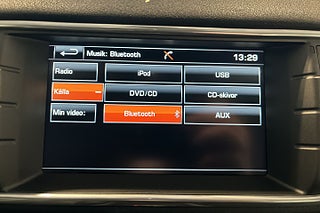 Musik: Bluetooth 13:29
Radio iPod USB
Källa DVD/CD CD-skivor
Min video: Bluetooth AUX